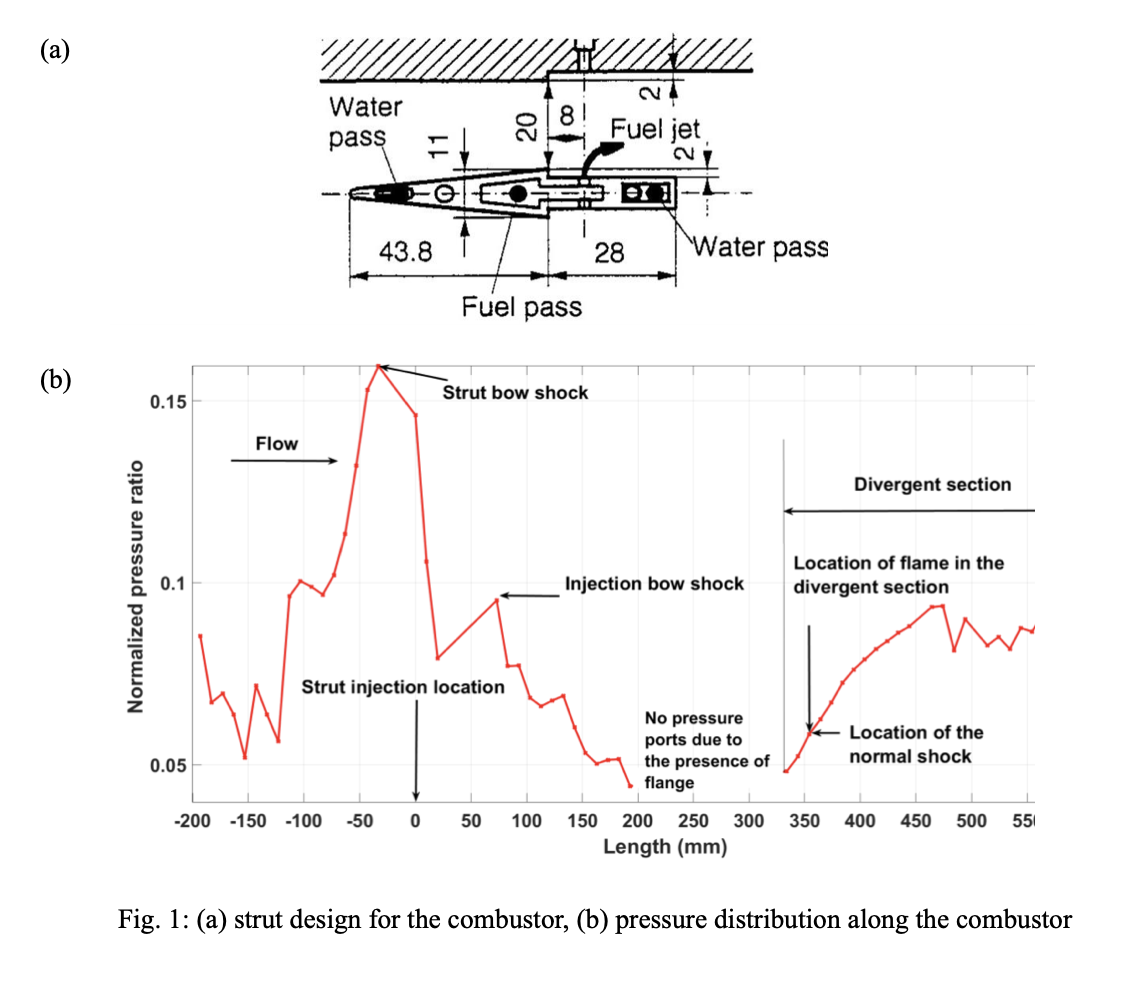 (a)
Water
pass
11
20
8
2
Fuel jet
2
43.8
28
Water pass
Fuel pass
(b)
Normalized pressure ratio
0.15
0.1
0.05
Strut bow shock
Flow
Divergent section
Location of flame in the
divergent section
Injection bow shock
Strut injection location
No pressure
ports due to
the presence of
flange
Location of the
normal shock
-200 -150 -100 -50 0 50 100 150 200 250 300 350 400 450 500 55
Length (mm)
Fig. 1: (a) strut design for the combustor, (b) pressure distribution along the combustor